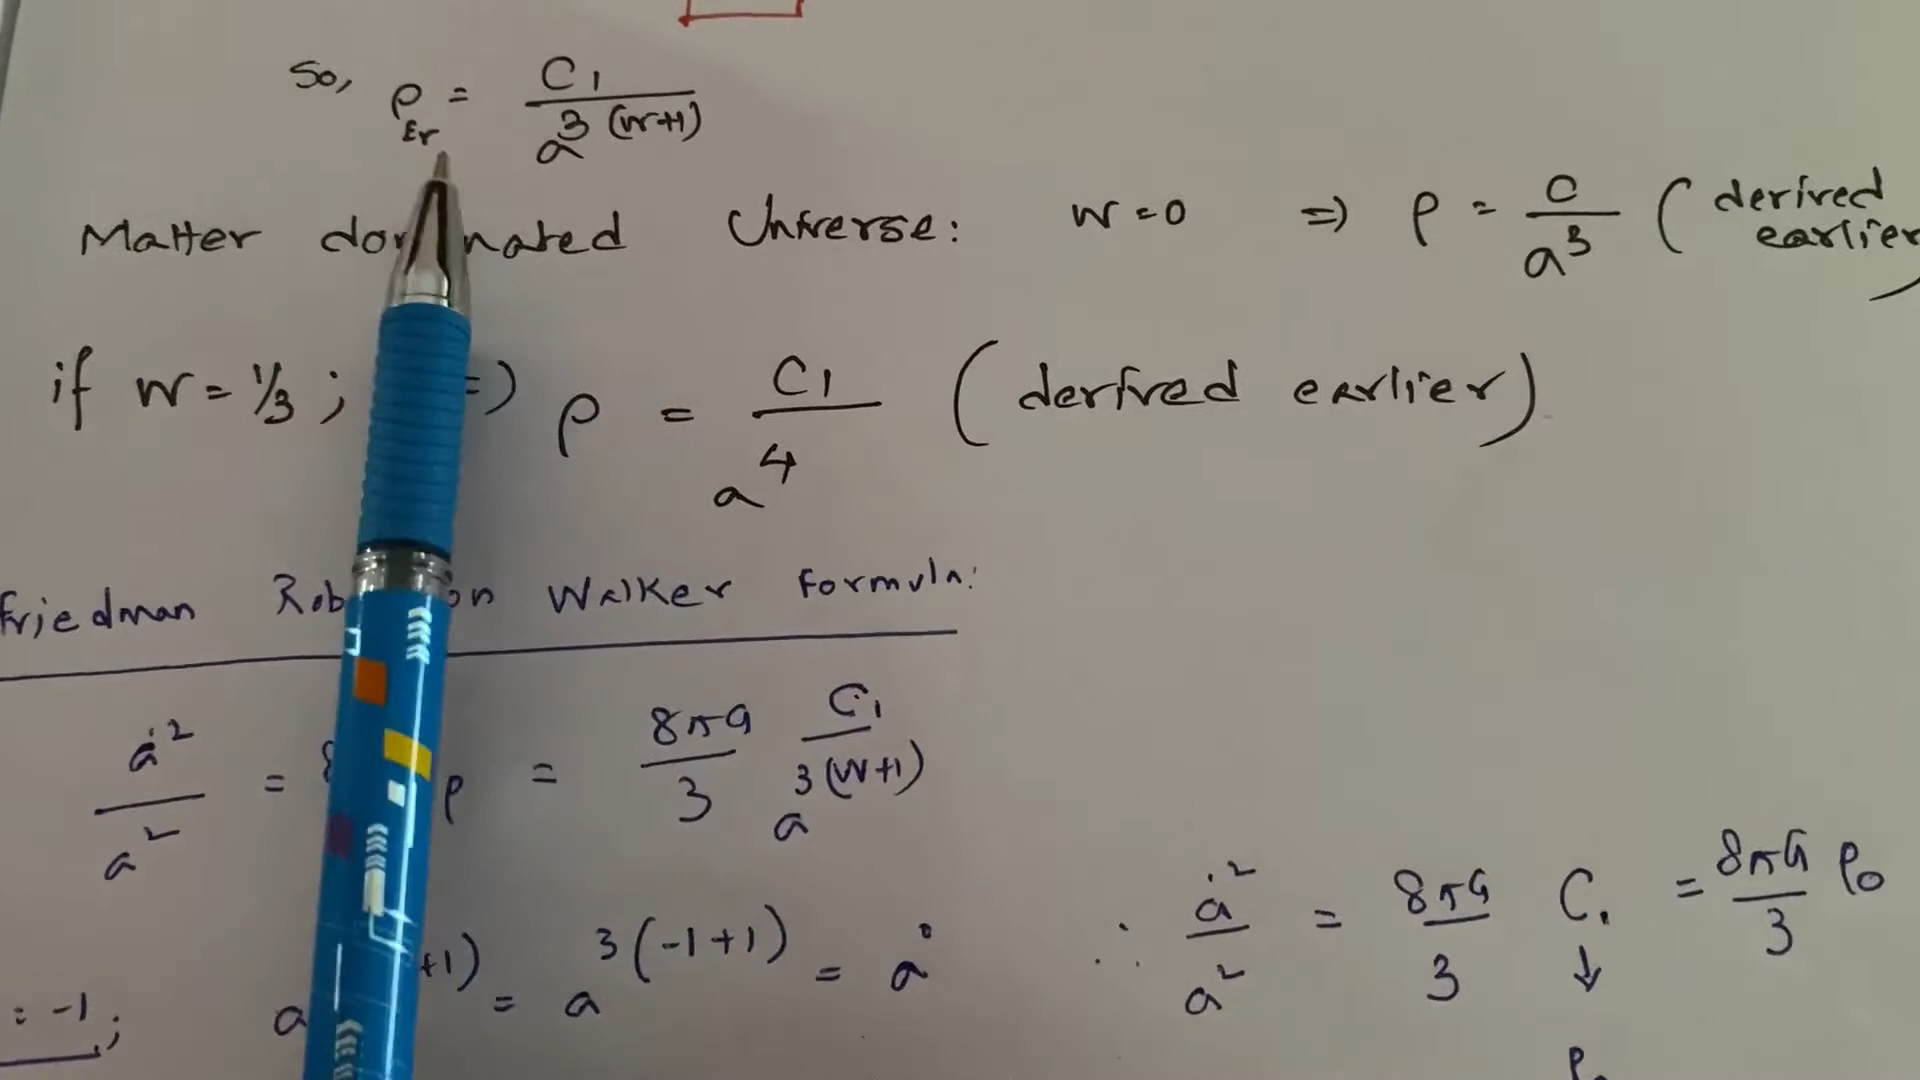 So, ρ_Er = C1 / a^3(w+1)
Matter dominated Universe: w=0 => ρ = C / a^3 (derived earlier)
if w = 1/3; => ρ = C1 / a^4 (derived earlier)
Friedman Walker Formula:
ȧ^2 / a^2 = ρ = 8πG / 3 C1 / a^3(w+1)
∴ ȧ^2 / a^2 = 8πG / 3 C1 = 8πG / 3 ρ0
= -1; a +1) = a^3(-1+1) = a^0
↓